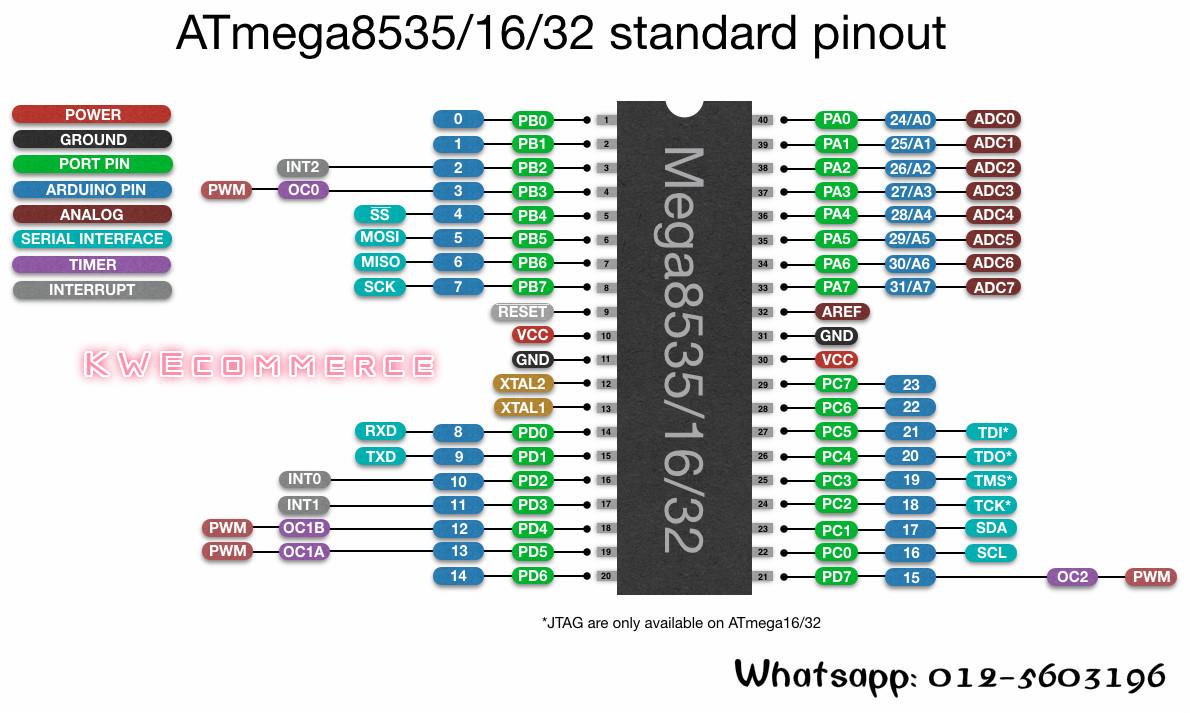 ATmega8535/16/32 standard pinout
POWER
GROUND
PORT PIN
ARDUINO PIN
ANALOG
SERIAL INTERFACE
TIMER
INTERRUPT
KWECOMMERCE
0 PB0 1
1 PB1 2
INT2 2 PB2 3
PWM OC0 3 PB3 4
SS 4 PB4 5
MOSI 5 PB5 6
MISO 6 PB6 7
SCK 7 PB7 8
RESET 9
VCC 10
GND 11
XTAL2 12
XTAL1 13
RXD 8 PD0 14
TXD 9 PD1 15
INT0 10 PD2 16
INT1 11 PD3 17
PWM OC1B 12 PD4 18
PWM OC1A 13 PD5 19
14 PD6 20
Mega8535/16/32
40 PA0 24/A0 ADC0
39 PA1 25/A1 ADC1
38 PA2 26/A2 ADC2
37 PA3 27/A3 ADC3
36 PA4 28/A4 ADC4
35 PA5 29/A5 ADC5
34 PA6 30/A6 ADC6
33 PA7 31/A7 ADC7
32 AREF
31 GND
30 VCC
29 PC7 23
28 PC6 22
27 PC5 21 TDI*
26 PC4 20 TDO*
25 PC3 19 TMS*
24 PC2 18 TCK*
23 PC1 17 SDA
22 PC0 16 SCL
21 PD7 15 OC2 PWM
*JTAG are only available on ATmega16/32
Whatsapp: 012-5603196